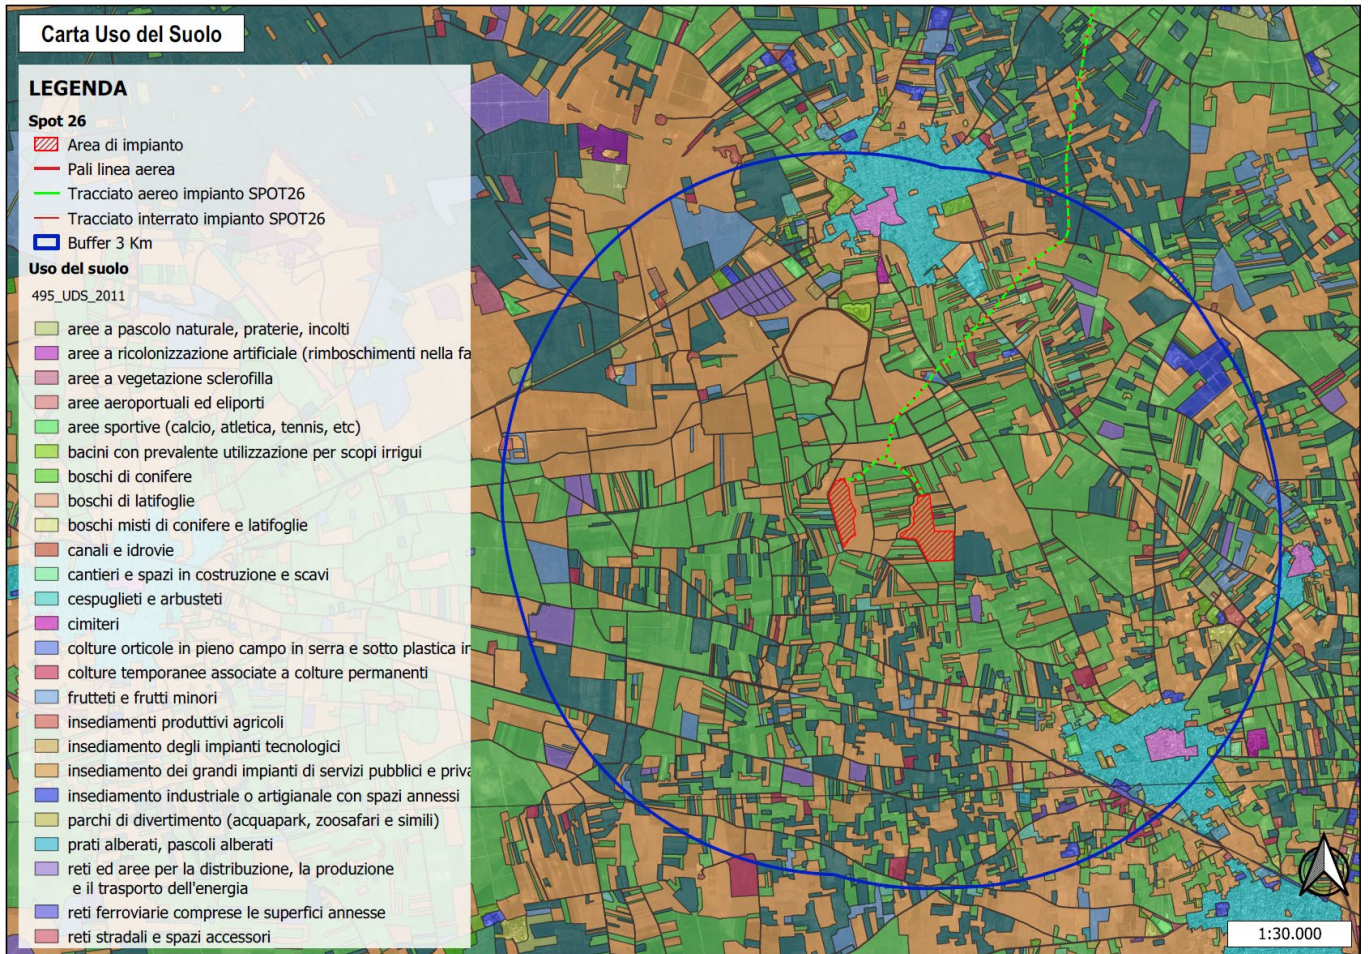 Carta Uso del Suolo
LEGENDA
Spot 26
Area di impianto
Pali linea aerea
Tracciato aereo impianto SPOT26
Tracciato interrato impianto SPOT26
Buffer 3 Km
Uso del suolo
495_UDS_2011
aree a pascolo naturale, praterie, incolti
aree a ricolonizzazione artificiale (rimboschimenti nella fa
aree a vegetazione sclerofilla
aree aeroportuali ed eliporti
aree sportive (calcio, atletica, tennis, etc)
bacini con prevalente utilizzazione per scopi irrigui
boschi di conifere
boschi di latifoglie
boschi misti di conifere e latifoglie
canali e idrovie
cantieri e spazi in costruzione e scavi
cespuglieti e arbusteti
cimiteri
colture orticole in pieno campo in serra e sotto plastica in
colture temporanee associate a colture permanenti
frutteti e frutti minori
insediamenti produttivi agricoli
insediamento degli impianti tecnologici
insediamento dei grandi impianti di servizi pubblici e priva
insediamento industriale o artigianale con spazi annessi
parchi di divertimento (acquapark, zoosafari e simili)
prati alberati, pascoli alberati
reti ed aree per la distribuzione, la produzione
e il trasporto dell'energia
reti ferroviarie comprese le superfici annesse
reti stradali e spazi accessori
1:30.000